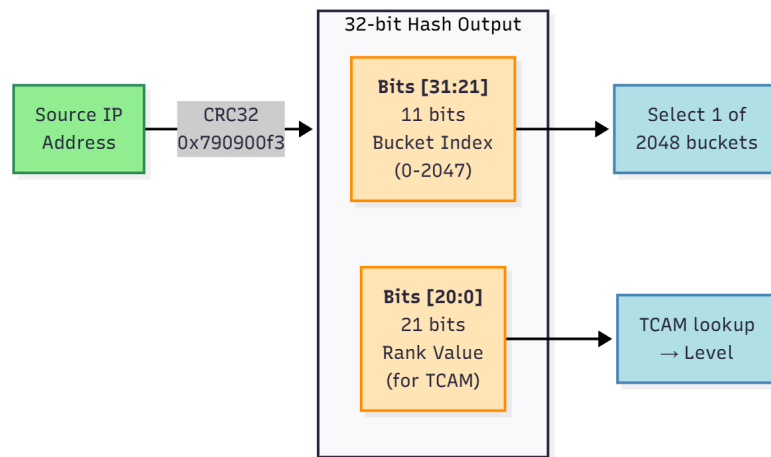 32-bit Hash Output
Source IP
Address
CRC32
0x790900f3
Bits [31:21]
11 bits
Bucket Index
(0-2047)
Select 1 of
2048 buckets
Bits [20:0]
21 bits
Rank Value
(for TCAM)
TCAM lookup
→ Level